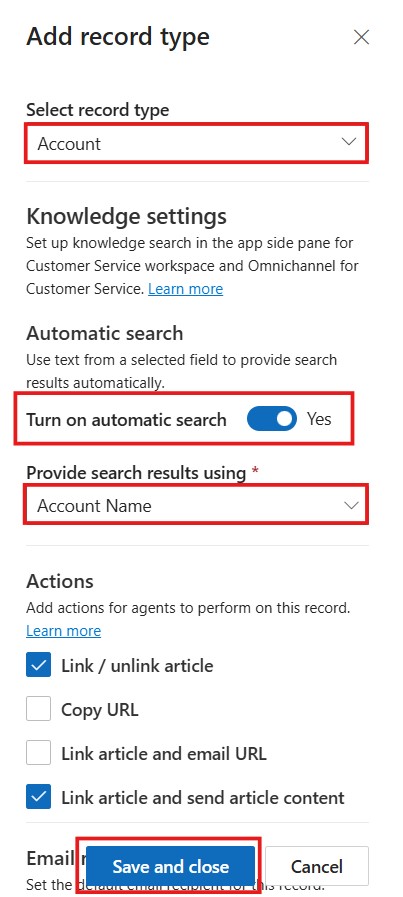 Add record type
Select record type
Account
Knowledge settings
Set up knowledge search in the app side pane for
Customer Service workspace and Omnichannel for
Customer Service. Learn more
Automatic search
Use text from a selected field to provide search
results automatically.
Turn on automatic search Yes
Provide search results using *
Account Name
Actions
Add actions for agents to perform on this record.
Learn more
Link / unlink article
Copy URL
Link article and email URL
Link article and send article content
Email
Save and close Cancel
Set the default email recipient for this record.